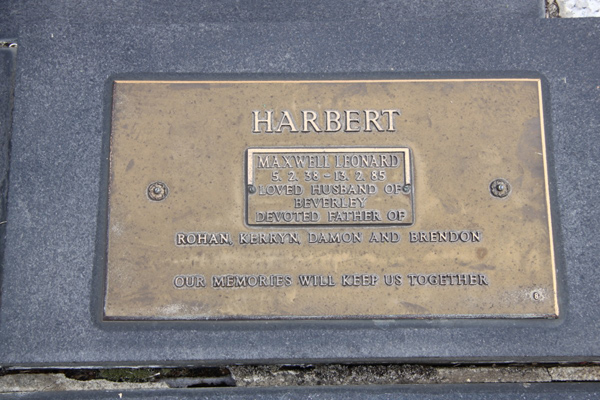 HARBERT
MAXWELL LEONARD
5. 2. 38 - 13. 2. 85
LOVED HUSBAND OF
BEVERLEY
DEVOTED FATHER OF
ROHAN, KERRYN, DAMON AND BRENDON
OUR MEMORIES WILL KEEP US TOGETHER